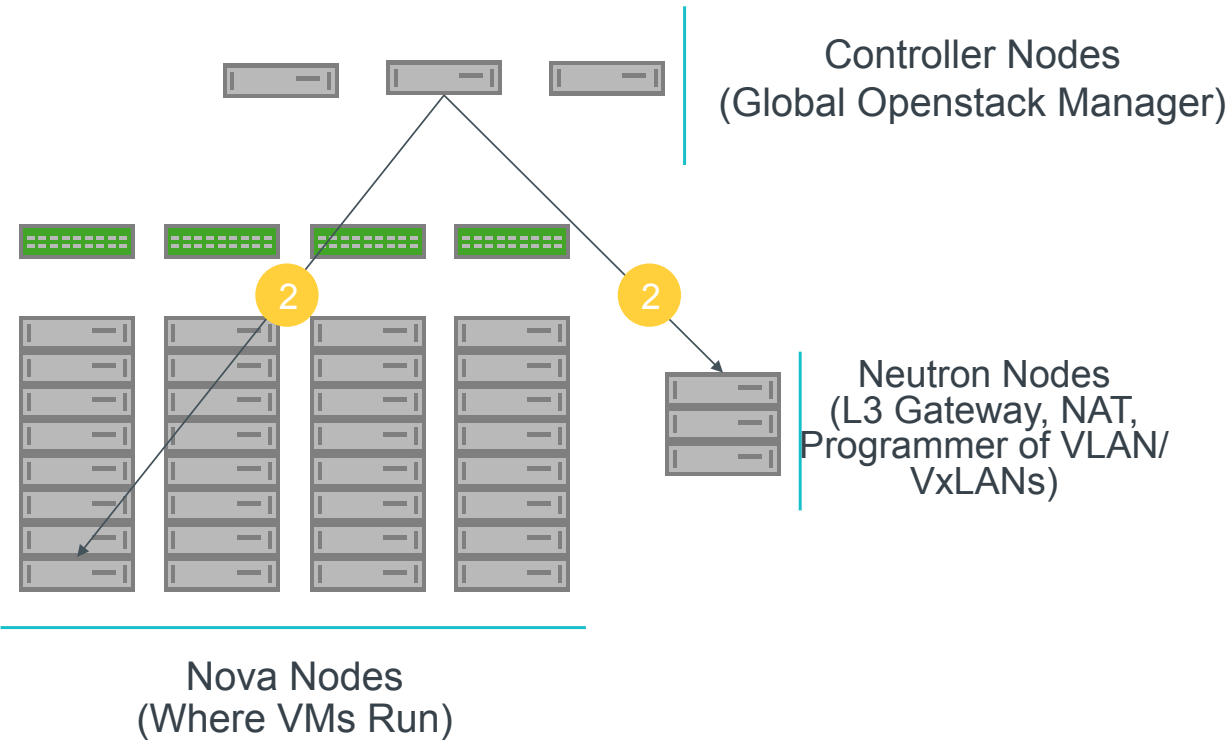 Controller Nodes
(Global Openstack Manager)
2
2
Neutron Nodes
(L3 Gateway, NAT,
Programmer of VLAN/
VxLANs)
Nova Nodes
(Where VMs Run)